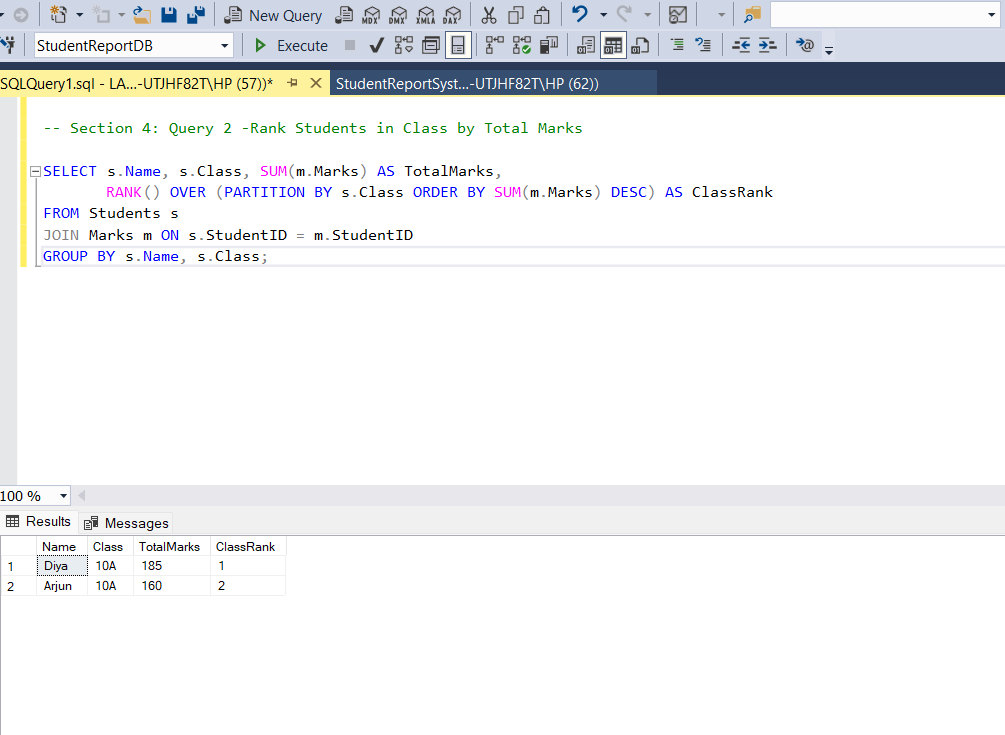 New Query MDX DMX XMLA DAX
StudentReportDB Execute
SQLQuery1.sql - LA...-UTJHF82T\HP (57))* StudentReportSyst...-UTJHF82T\HP (62))
-- Section 4: Query 2 -Rank Students in Class by Total Marks
SELECT s.Name, s.Class, SUM(m.Marks) AS TotalMarks,
RANK() OVER (PARTITION BY s.Class ORDER BY SUM(m.Marks) DESC) AS ClassRank
FROM Students s
JOIN Marks m ON s.StudentID = m.StudentID
GROUP BY s.Name, s.Class;
100 %
Results Messages
Name Class TotalMarks ClassRank
1 Diya 10A 185 1
2 Arjun 10A 160 2